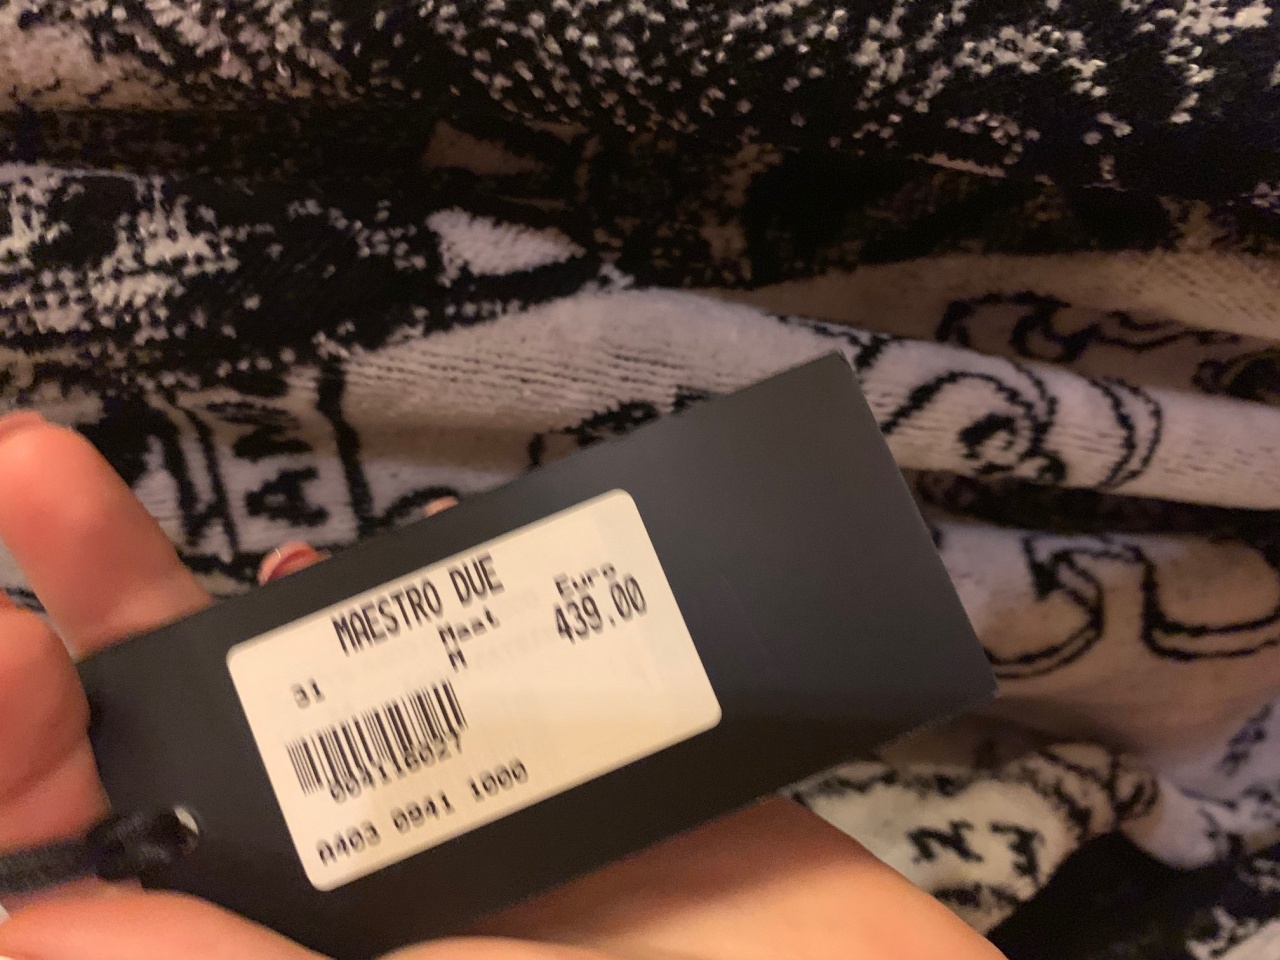 MAESTRO DUE
Euro
Maat
439.00
M
31
004116027
A403 0941 1000